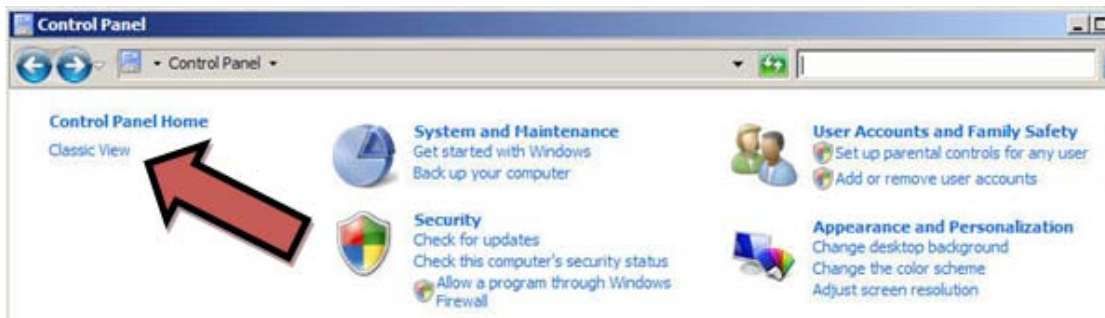 Control Panel
Control Panel
Control Panel Home
Classic View
System and Maintenance
Get started with Windows
Back up your computer
User Accounts and Family Safety
Set up parental controls for any user
Add or remove user accounts
Security
Check for updates
Check this computer's security status
Allow a program through Windows
Firewall
Appearance and Personalization
Change desktop background
Change the color scheme
Adjust screen resolution